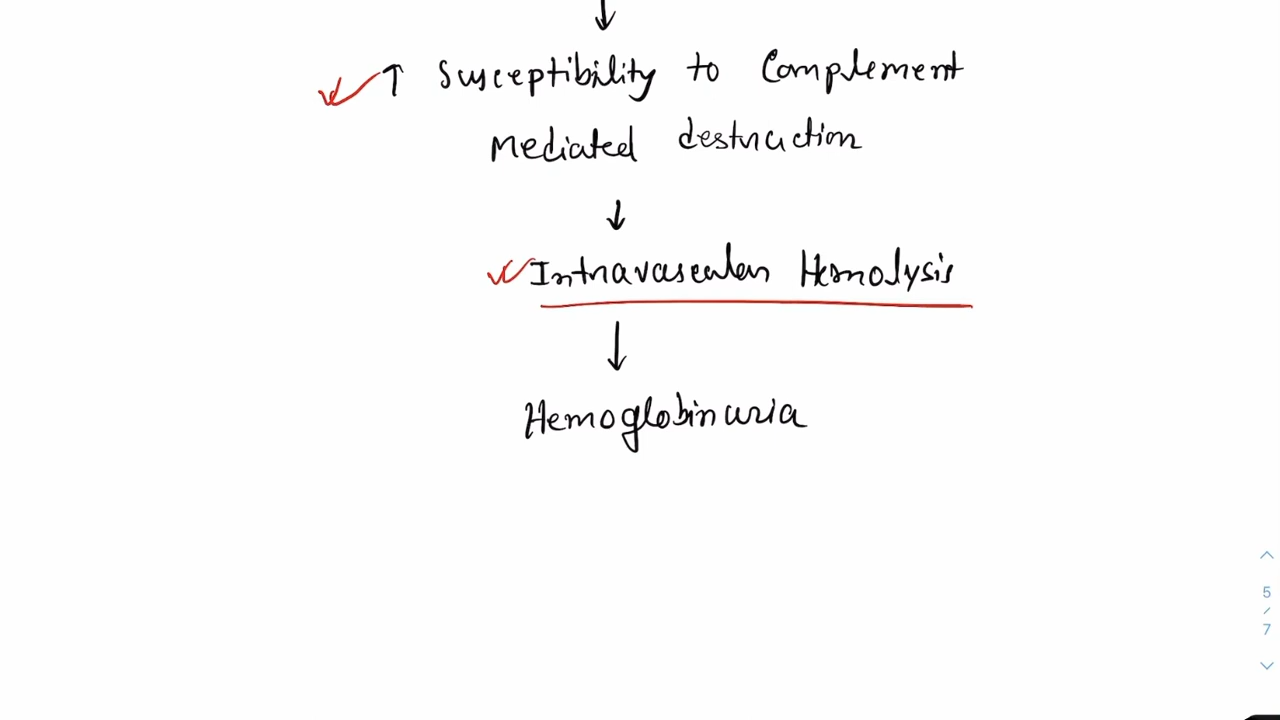 ↓
↑ Susceptibility to Complement
Mediated destruction
↓
Intravascular Hemolysis
↓
Hemoglobinuria
5
/
7